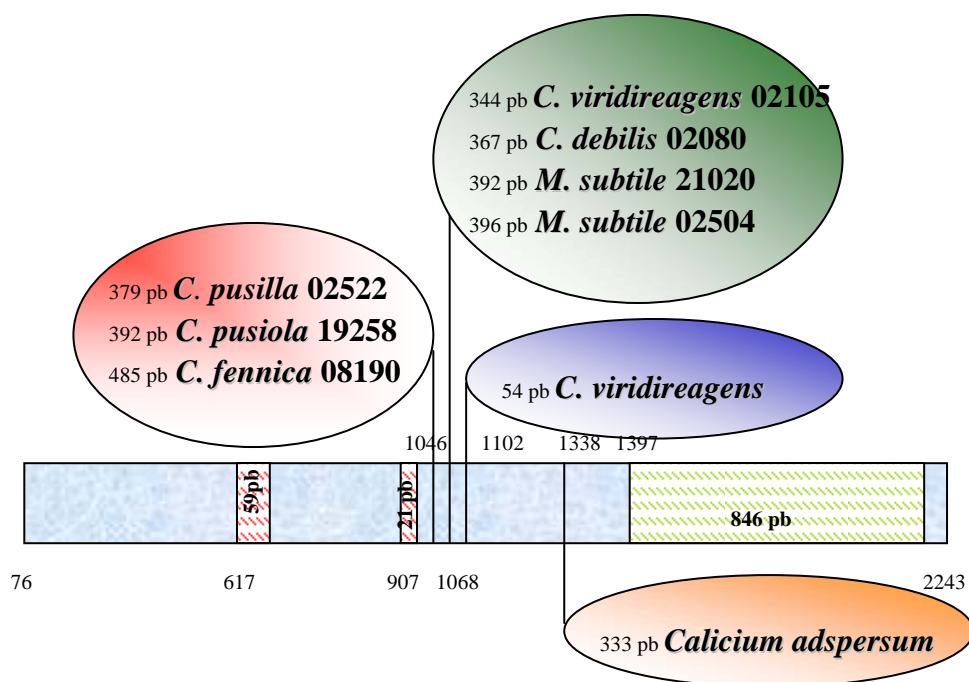 344 pb C. viridireagens 02105
367 pb C. debilis 02080
392 pb M. subtile 21020
396 pb M. subtile 02504
379 pb C. pusilla 02522
392 pb C. pusiola 19258
485 pb C. fennica 08190
54 pb C. viridireagens
1046 1102 1338 1397
59pb
21 pb
846 pb
76 617 907 1068 2243
333 pb Calicium adspersum